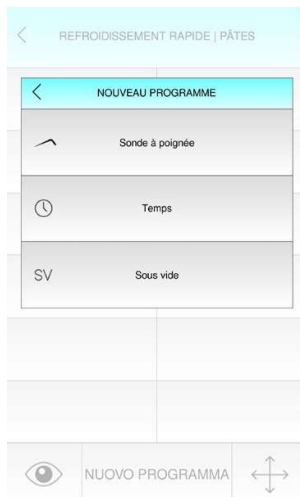 REFROIDISSEMENT RAPIDE | PÂTES
NOUVEAU PROGRAMME
Sonde à poignée
Temps
SV Sous vide
NUOVO PROGRAMMA